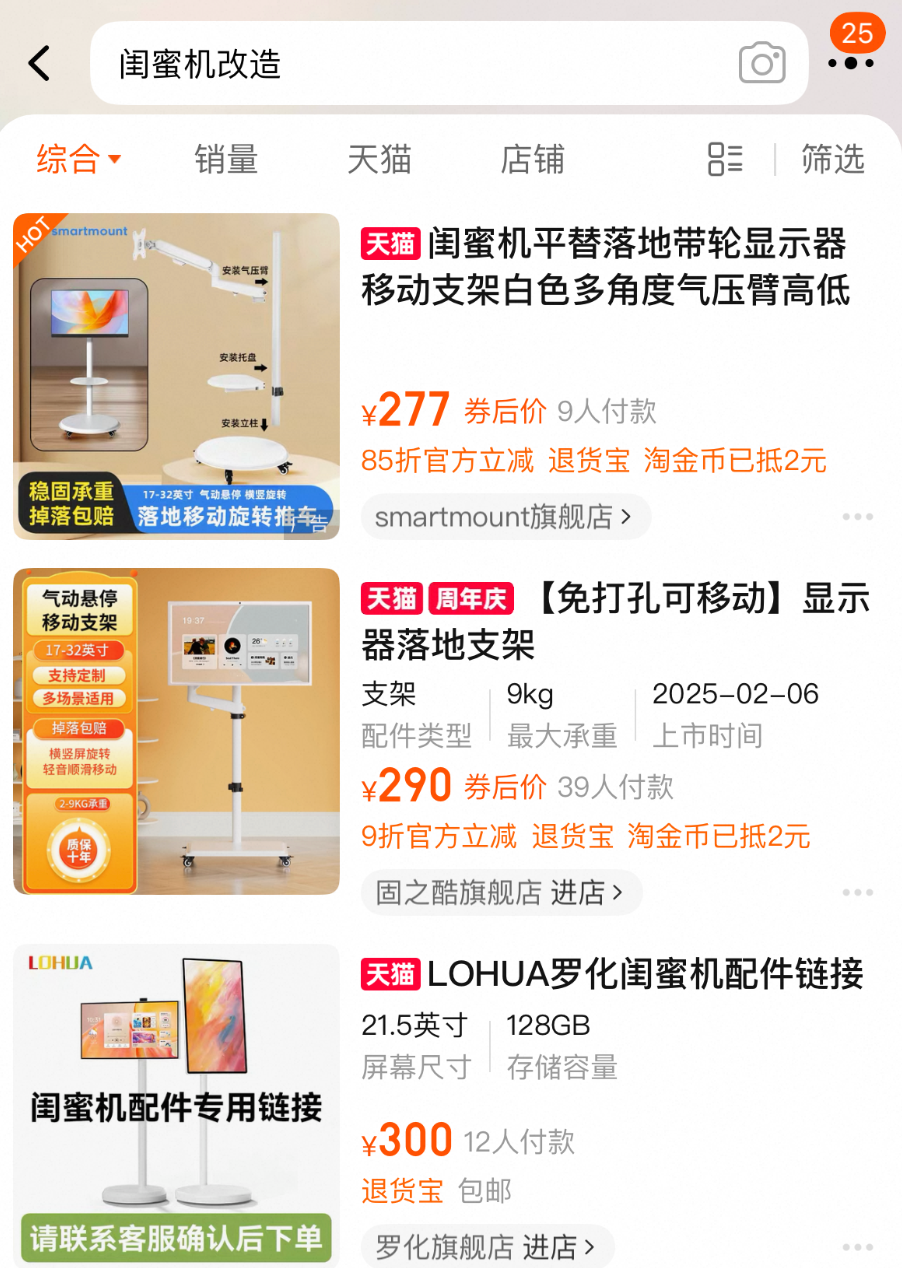 25
闺蜜机改造
综合 销量 天猫 店铺 筛选
HOT
smartmount
安装气压臂
安装托盘
安装立柱
稳固承重
掉落包赔
17-32英寸 气动悬停 横竖旋转
落地移动旋转推车
广告
天猫 闺蜜机平替落地带轮显示器
移动支架白色多角度气压臂高低
¥277 券后价 9人付款
85折官方立减 退货宝 淘金币已抵2元
smartmount旗舰店
气动悬停
移动支架
17-32英寸
支持定制
多场景适用
掉落包赔
横竖屏旋转
轻音顺滑移动
2-9KG承重
质保
十年
19 37
26°
天猫 周年庆 【免打孔可移动】显示
器落地支架
支架 9kg 2025-02-06
配件类型 最大承重 上市时间
¥290 券后价 39人付款
9折官方立减 退货宝 淘金币已抵2元
固之酷旗舰店 进店
LOHUA
闺蜜机配件专用链接
请联系客服确认后下单
天猫 LOHUA罗化闺蜜机配件链接
21.5英寸 128GB
屏幕尺寸 存储容量
¥300 12人付款
退货宝 包邮
罗化旗舰店 进店